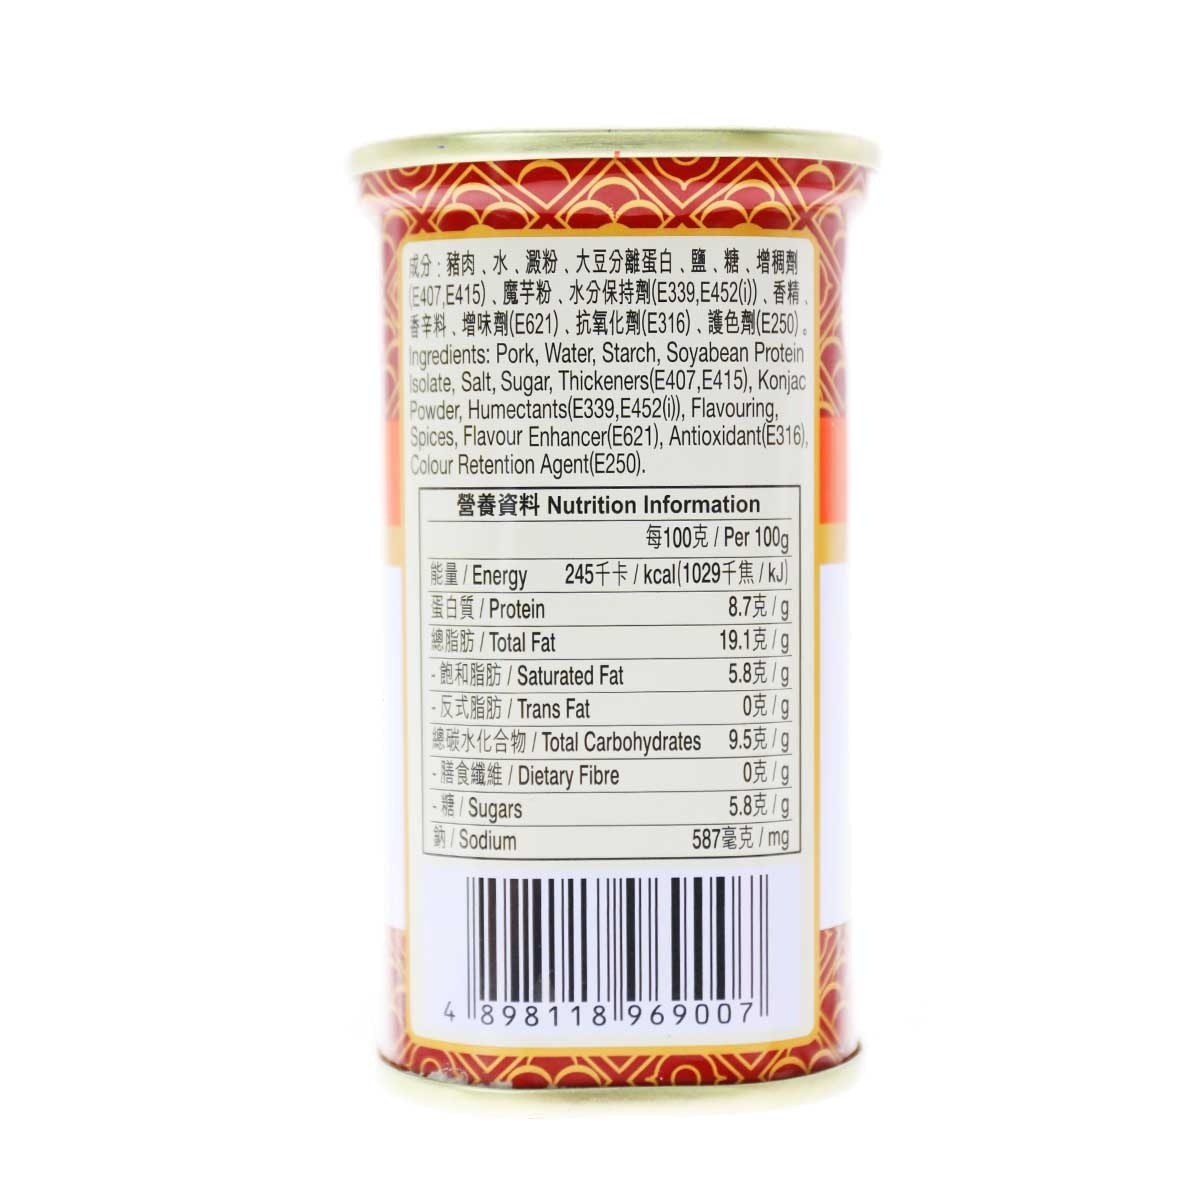 成分：豬肉、水、澱粉、大豆分離蛋白、鹽、糖、增稠劑
(E407,E415)、魔芋粉、水分保持劑(E339,E452(i))、香精、
香辛料、增味劑(E621)、抗氧化劑(E316)、護色劑(E250)。
Ingredients: Pork, Water, Starch, Soyabean Protein
Isolate, Salt, Sugar, Thickeners(E407,E415), Konjac
Powder, Humectants(E339,E452(i)), Flavouring,
Spices, Flavour Enhancer(E621), Antioxidant(E316),
Colour Retention Agent(E250).
營養資料 Nutrition Information
每100克 / Per 100g
能量 / Energy 245千卡 / kcal(1029千焦 / kJ)
蛋白質 / Protein 8.7克 / g
總脂肪 / Total Fat 19.1克 / g
- 飽和脂肪 / Saturated Fat 5.8克 / g
- 反式脂肪 / Trans Fat 0克 / g
總碳水化合物 / Total Carbohydrates 9.5克 / g
- 膳食纖維 / Dietary Fibre 0克 / g
- 糖 / Sugars 5.8克 / g
鈉 / Sodium 587毫克 / mg
4 898118 969007